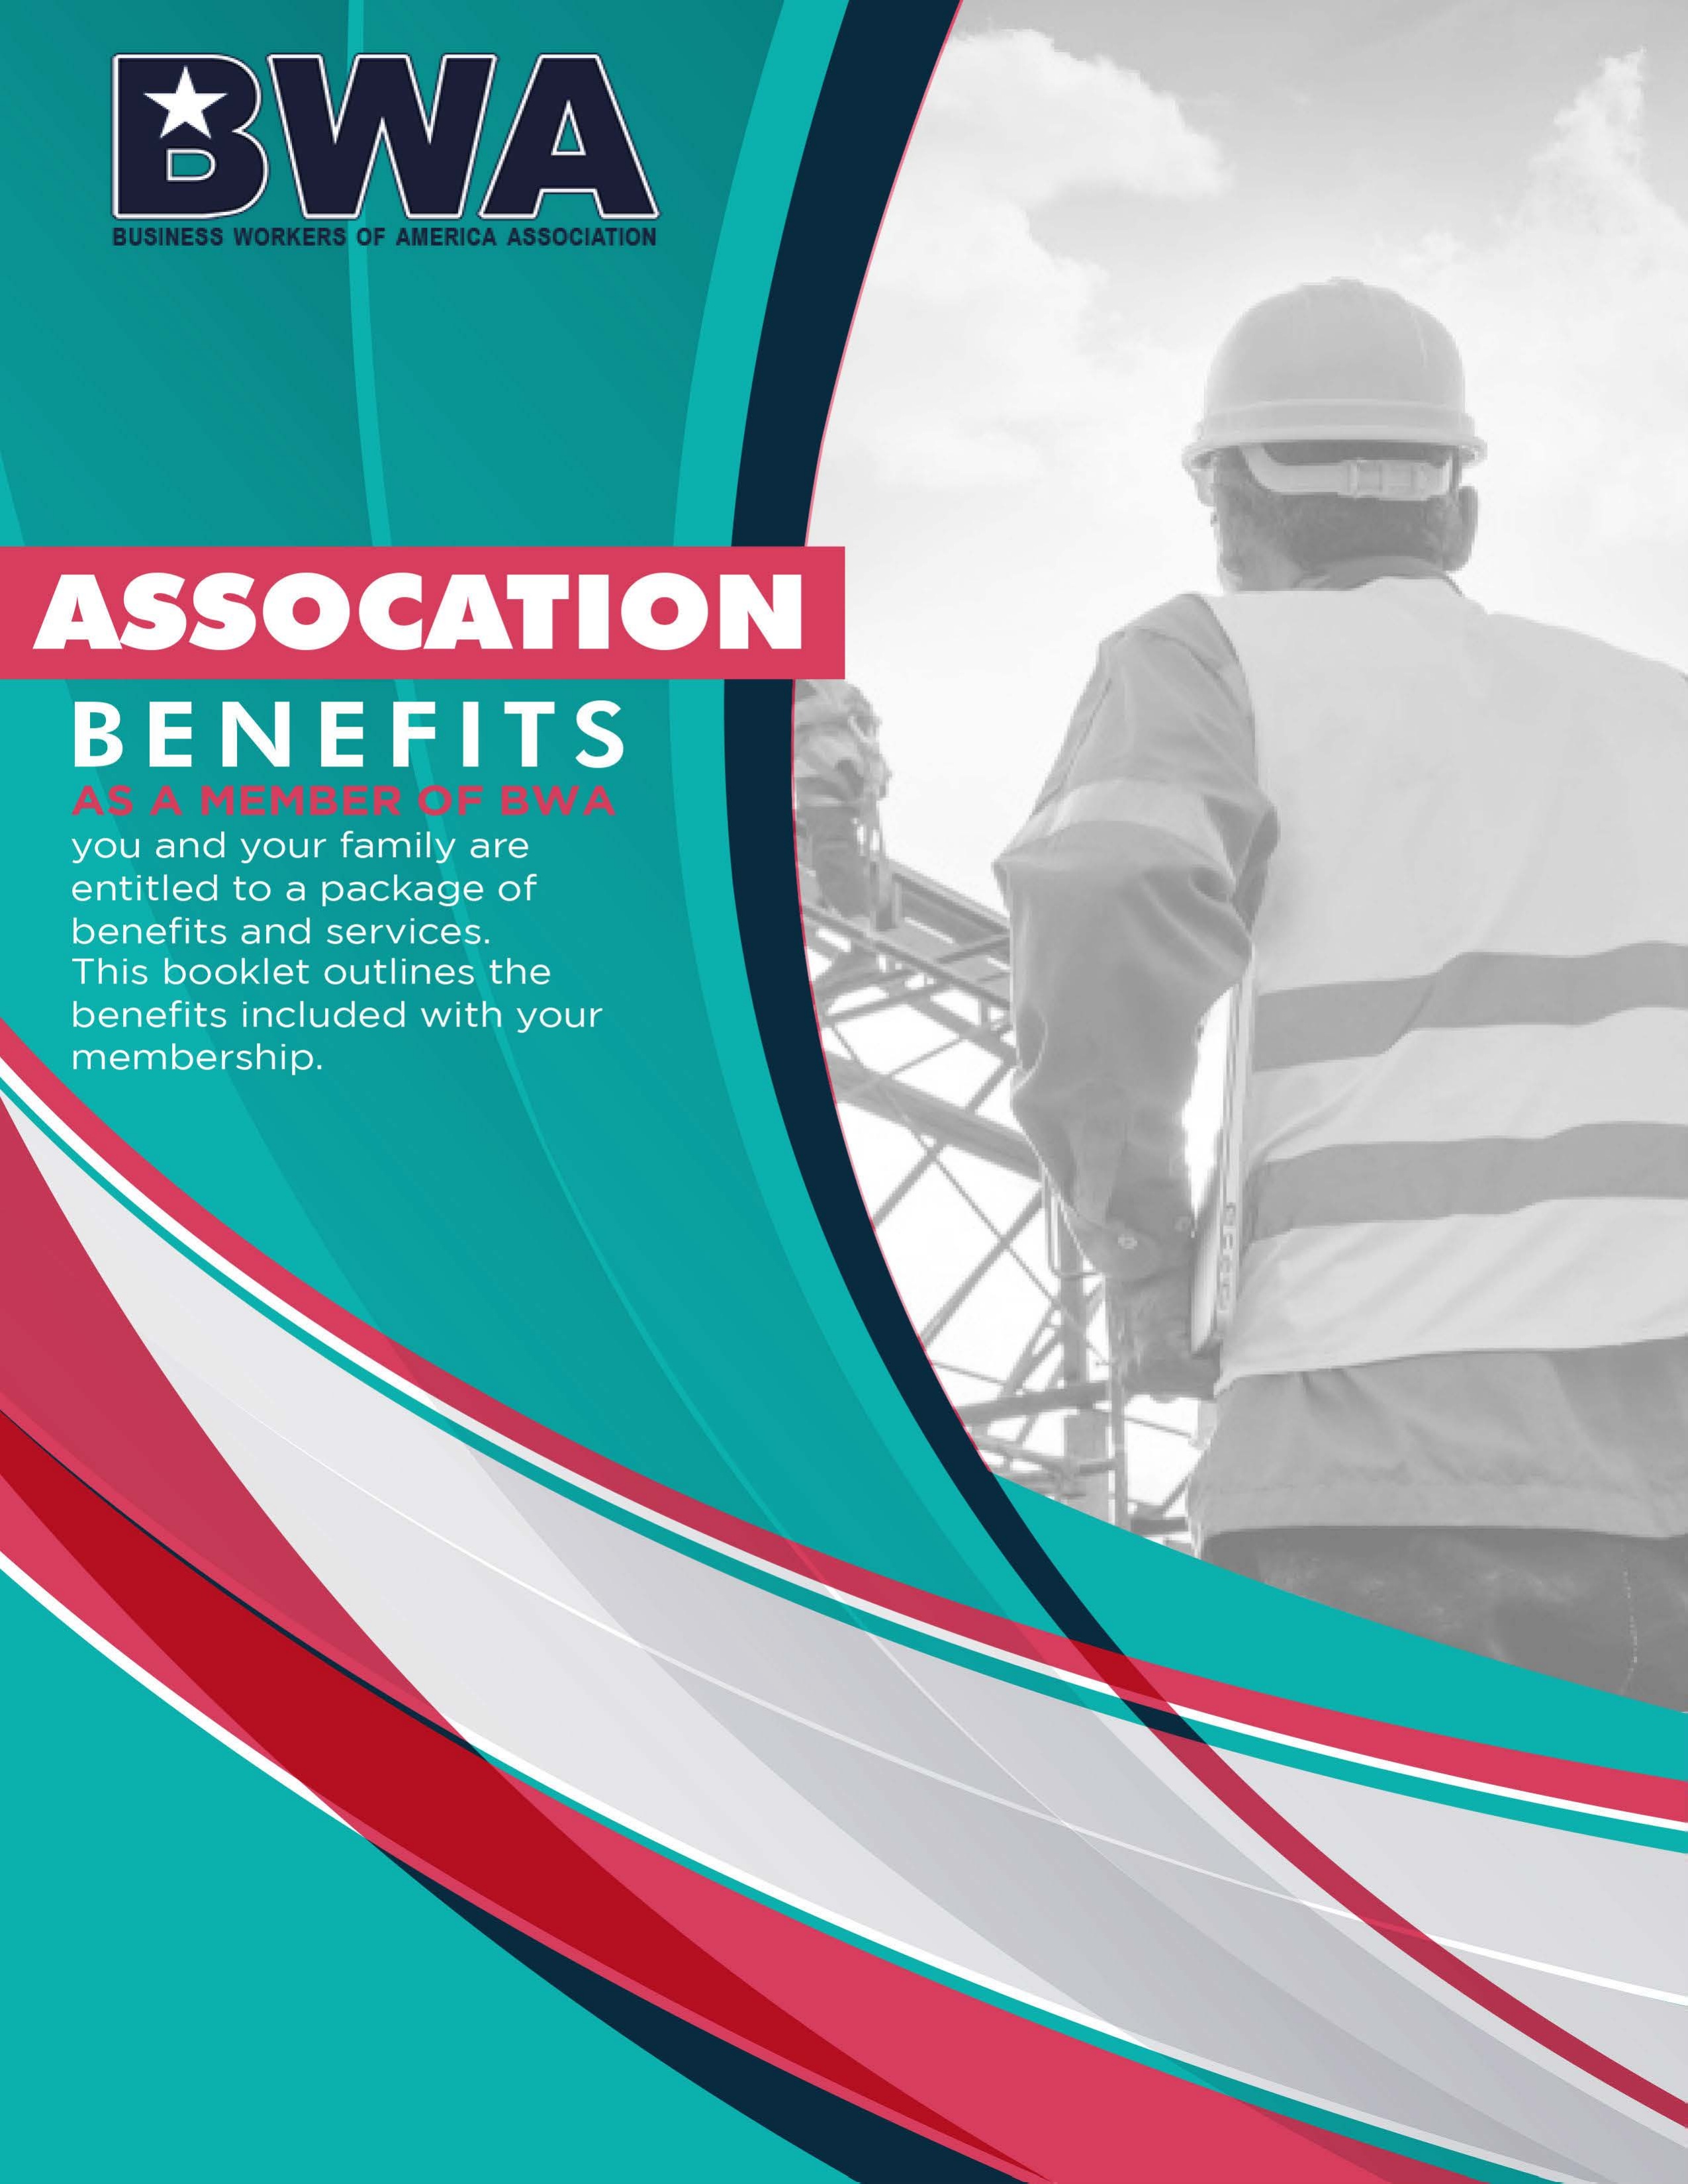 BWA
BUSINESS WORKERS OF AMERICA ASSOCIATION
ASSOCATION
BENEFITS
AS A MEMBER OF BWA
you and your family are
entitled to a package of
benefits and services.
This booklet outlines the
benefits included with your
membership.